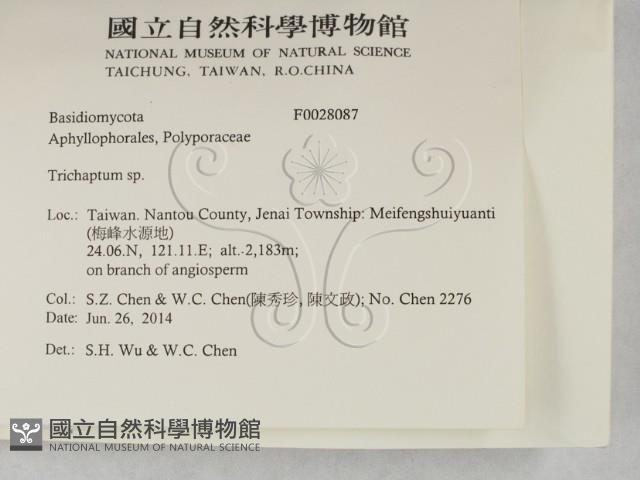 國立自然科學博物館
NATIONAL MUSEUM OF NATURAL SCIENCE
TAICHUNG, TAIWAN, R.O.CHINA
Basidiomycota F0028087
Aphyllophorales, Polyporaceae
Trichaptum sp.
Loc.: Taiwan. Nantou County, Jenai Township: Meifengshuiyuanti
(梅峰水源地)
24.06.N, 121.11.E; alt.-2,183m;
on branch of angiosperm
Col.: S.Z. Chen & W.C. Chen(陳秀珍, 陳文政); No. Chen 2276
Date: Jun. 26, 2014
Det.: S.H. Wu & W.C. Chen
國立自然科學博物館
NATIONAL MUSEUM OF NATURAL SCIENCE